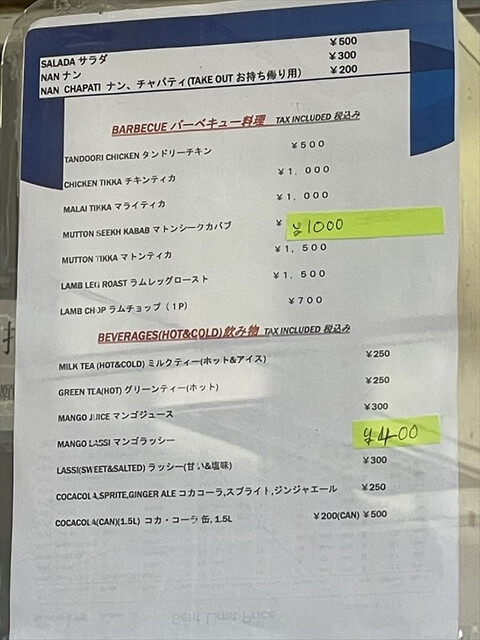 SALADA サラダ ¥500
NAN ナン ¥300
NAN CHAPATI ナン、チャパティ(TAKE OUT お持ち帰り用) ¥200
BARBECUE バーベキュー料理 TAX INCLUDED 税込み
TANDOORI CHICKEN タンドリーチキン ¥500
CHICKEN TIKKA チキンティカ ¥1,000
MALAI TIKKA マライティカ ¥1,000
MUTTON SEEKH KABAB マトンシークカバブ ¥ ¥1000
MUTTON TIKKA マトンティカ ¥1,500
LAMB LEG ROAST ラムレッグロースト ¥1,500
LAMB CHOP ラムチョップ (1P) ¥700
BEVERAGES(HOT&COLD)飲み物 TAX INCLUDED 税込み
MILK TEA (HOT&COLD) ミルクティー(ホット&アイス) ¥250
GREEN TEA(HOT) グリーンティー(ホット) ¥250
MANGO JUICE マンゴジュース ¥300
MANGO LASSI マンゴラッシー ¥400
LASSI(SWEET&SALTED) ラッシー(甘い&塩味) ¥300
COCACOLA,SPRITE,GINGER ALE コカコーラ,スプライト,ジンジャエール ¥250
COCACOLA(CAN)(1.5L) コカ・コーラ 缶, 1.5L ¥200(CAN) ¥500